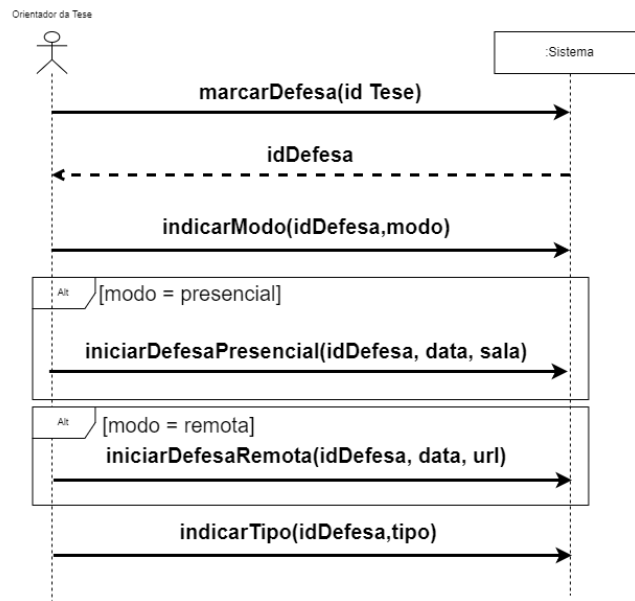 Orientador da Tese
:Sistema
marcarDefesa(id Tese)
idDefesa
indicarModo(idDefesa,modo)
Alt
[modo = presencial]
iniciarDefesaPresencial(idDefesa, data, sala)
Alt
[modo = remota]
iniciarDefesaRemota(idDefesa, data, url)
indicarTipo(idDefesa,tipo)